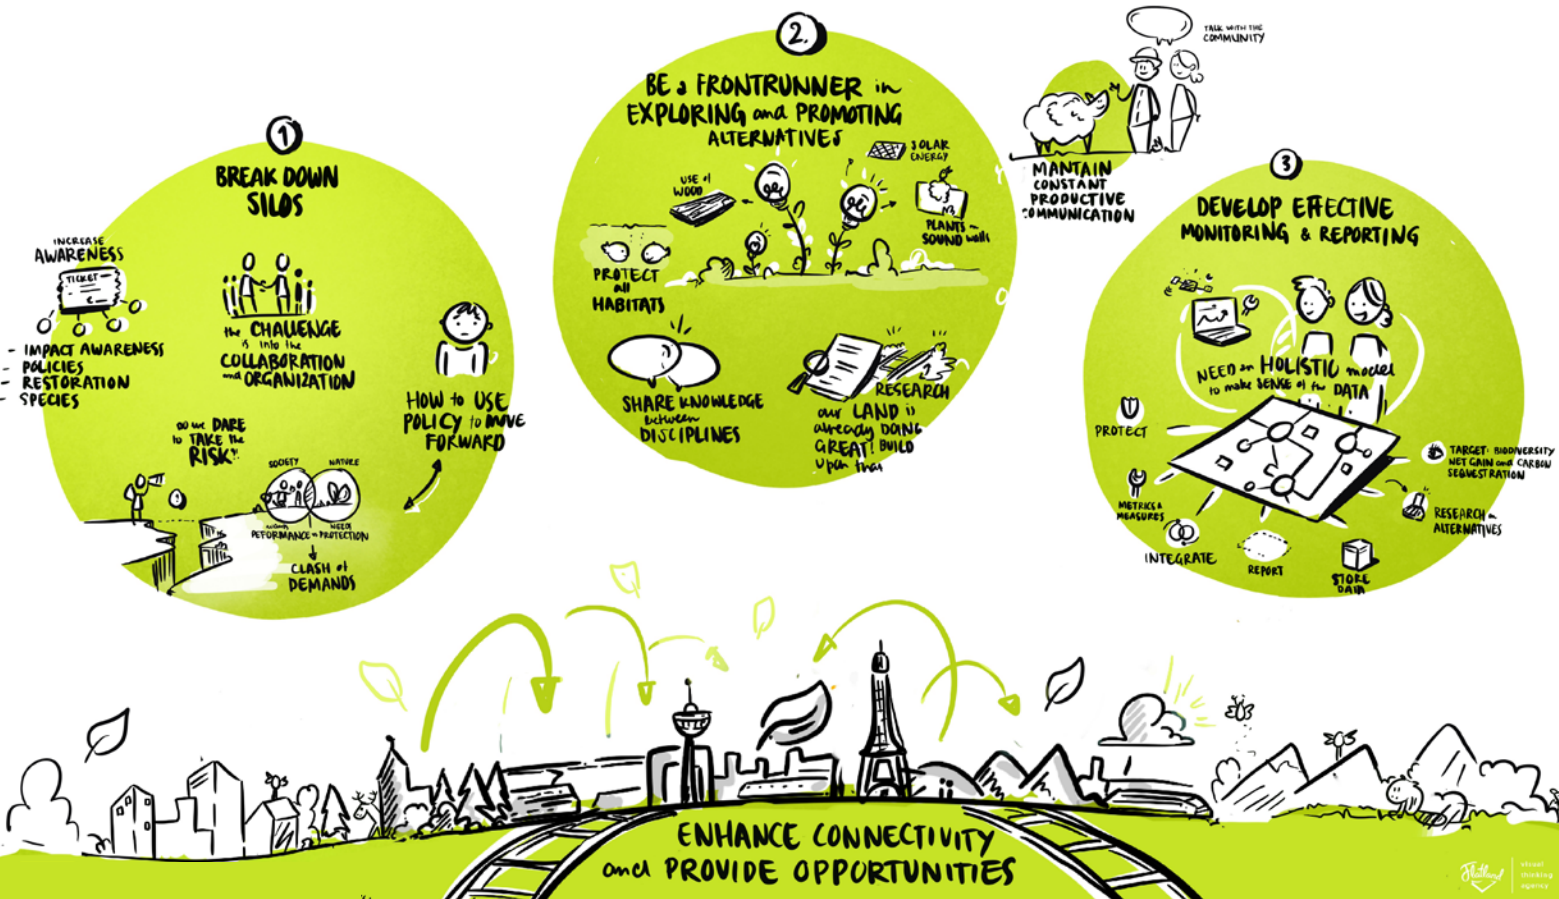 1
BREAK DOWN
SILOS
INCREASE
AWARENESS
TICKET
- IMPACT AWARENESS
- POLICIES
- RESTORATION
- SPECIES
the CHALLENGE
is into the
COLLABORATION
and ORGANIZATION
HOW to USE
POLICY to MOVE
FORWARD
DO we DARE
to TAKE the
RISK?
SOCIETY
NATURE
PEFORMANCE
PROTECTION
CLASH of
DEMANDS
2.
BE a FRONTRUNNER in
EXPLORING and PROMOTING
ALTERNATIVES
USE of
WOOD
SOLAR
ENERGY
PLANTS in
SOUND walls
PROTECT
all
HABITATS
SHARE KNOWLEDGE
between
DISCIPLINES
RESEARCH
our LAND is
already DOING
GREAT! BUILD
upon that
TALK WITH THE
COMMUNITY
MANTAIN
CONSTANT
PRODUCTIVE
COMMUNICATION
3
DEVELOP EFFECTIVE
MONITORING & REPORTING
NEED an HOLISTIC model
to make SENSE of the DATA
PROTECT
METRICS &
MEASURES
INTEGRATE
REPORT
STORE
DATA
RESEARCH
ALTERNATIVES
TARGET: BIODIVERSITY
NET GAIN and CARBON
SEQUESTRATION
ENHANCE CONNECTIVITY
and PROVIDE OPPORTUNITIES
Flatland
visual
thinking
agency